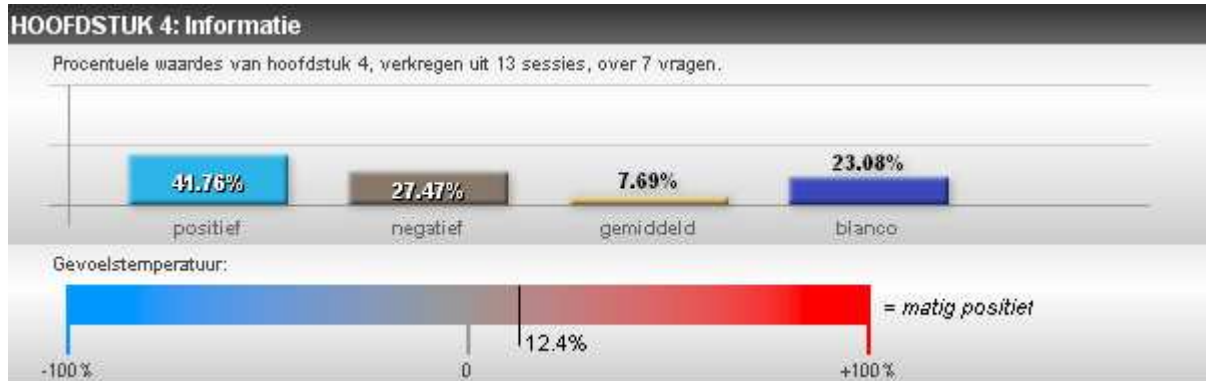 HOOFDSTUK 4: Informatie
Procentuele waardes van hoofdstuk 4, verkregen uit 13 sessies, over 7 vragen.
41.76% 27.47% 7.69% 23.08%
positief negatief gemiddeld blanco
Gevoelstemperatuur:
= matig positief
12.4%
-100% 0 +100%